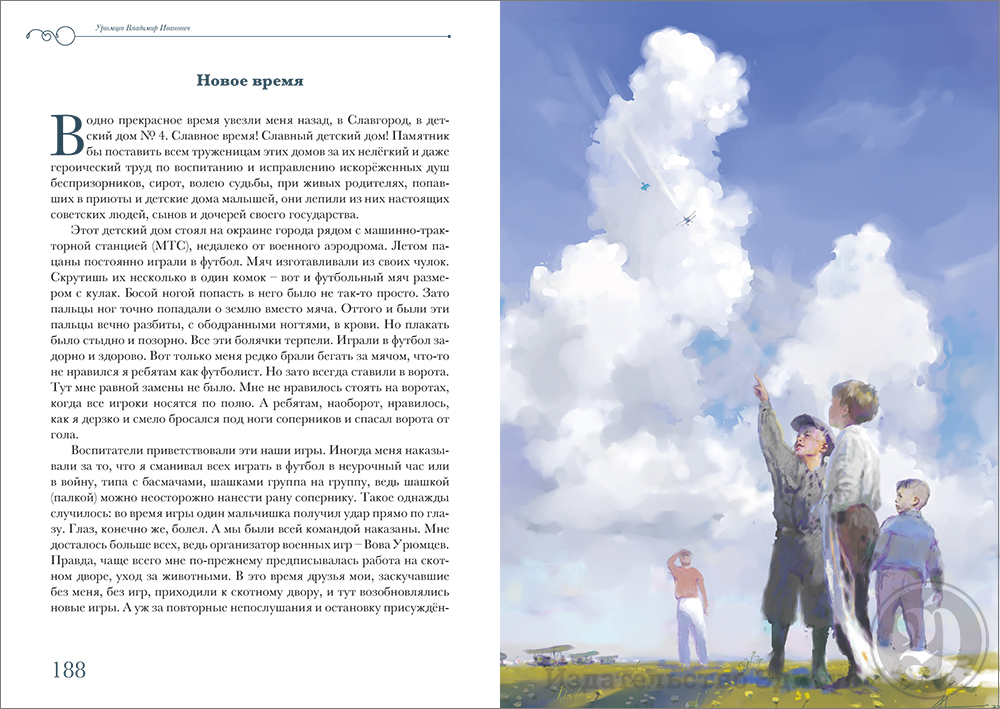 Урюмцев Владимир Иванович
Новое время
Водно прекрасное время увезли меня назад, в Славгород, в дет-
ский дом № 4. Славное время! Славный детский дом! Памятник
бы поставить всем труженицам этих домов за их нелёгкий и даже
героический труд по воспитанию и исправлению искорёженных душ
беспризорников, сирот, волею судьбы, при живых родителях, попав-
ших в приюты и детские дома малышей, они лепили из них настоящих
советских людей, сынов и дочерей своего государства.
Этот детский дом стоял на окраине города рядом с машинно-трак-
торной станцией (МТС), недалеко от военного аэродрома. Летом па-
цаны постоянно играли в футбол. Мяч изготавливали из своих чулок.
Скрутишь их несколько в один комок – вот и футбольный мяч разме-
ром с кулак. Босой ногой попасть в него было не так-то просто. Зато
пальцы ног точно попадали о землю вместо мяча. Оттого и были эти
пальцы вечно разбиты, с ободранными ногтями, в крови. Но плакать
было стыдно и позорно. Все эти болячки терпели. Играли в футбол за-
дорно и здорово. Вот только меня редко брали бегать за мячом, что-то
не нравился я ребятам как футболист. Но зато всегда ставили в ворота.
Тут мне равной замены не было. Мне не нравилось стоять на воротах,
когда все игроки носятся по полю. А ребятам, наоборот, нравилось,
как я дерзко и смело бросался под ноги соперников и спасал ворота от
гола.
Воспитатели приветствовали эти наши игры. Иногда меня наказы-
вали за то, что я сманивал всех играть в футбол в неурочный час или
в войну, типа с басмачами, шашками группа на группу, ведь шашкой
(палкой) можно неосторожно нанести рану сопернику. Такое однажды
случилось: во время игры один мальчишка получил удар прямо по гла-
зу. Глаз, конечно же, болел. А мы были всей командой наказаны. Мне
досталось больше всех, ведь организатор военных игр – Вова Урюмцев.
Правда, чаще всего мне по-прежнему предписывалась работа на скот-
ном дворе, уход за животными. В это время друзья мои, заскучавшие
без меня, без игр, приходили к скотному двору, и тут возобновлялись
новые игры. А уж за повторные непослушания и остановку присуждён-
188
Издательство